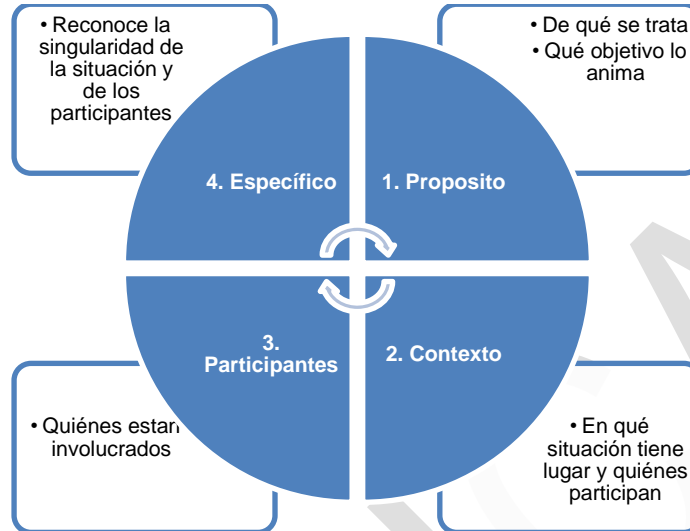 • Reconoce la
singularidad de
la situación y
de los
participantes
• De qué se trata
• Qué objetivo lo
anima
4. Específico
1. Proposito
3.
Participantes
2. Contexto
• Quiénes estan
involucrados
• En qué
situación tiene
lugar y quiénes
participan